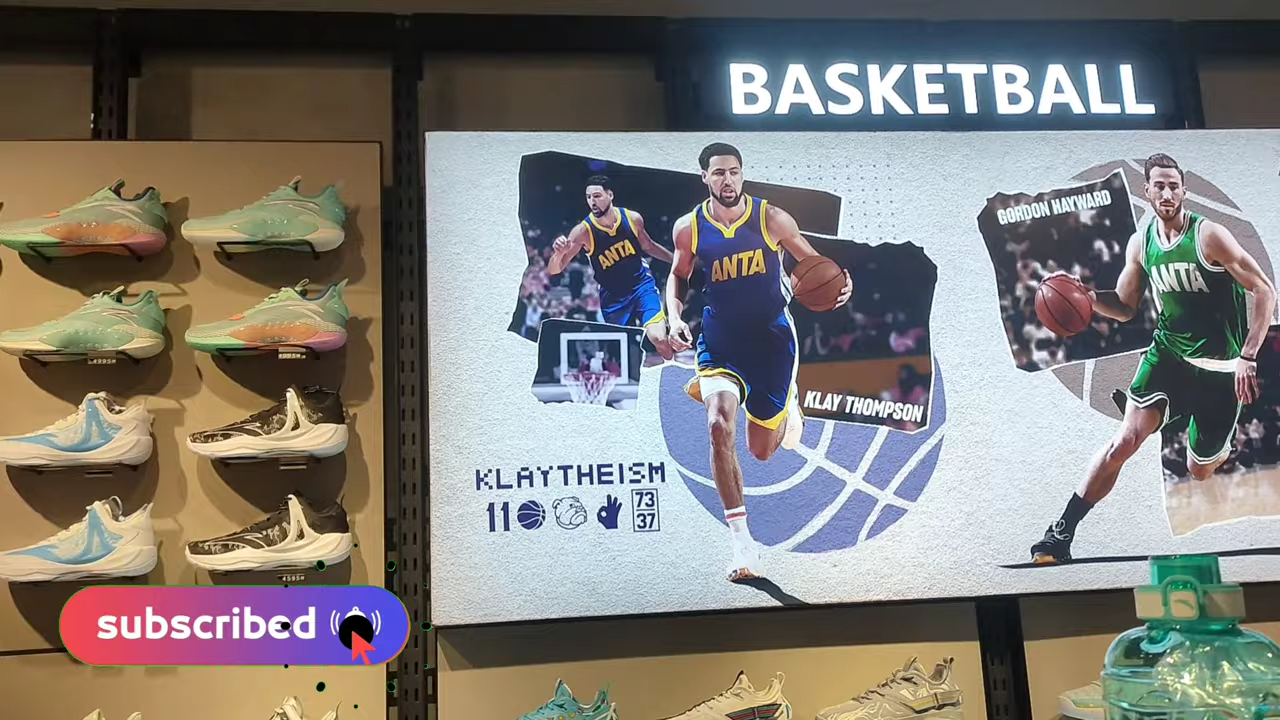 BASKETBALL
GORDON HAYWARD
ANTA
ANTA
ANTA
KLAY THOMPSON
KLAYTHEISM
11
73
37
subscribed